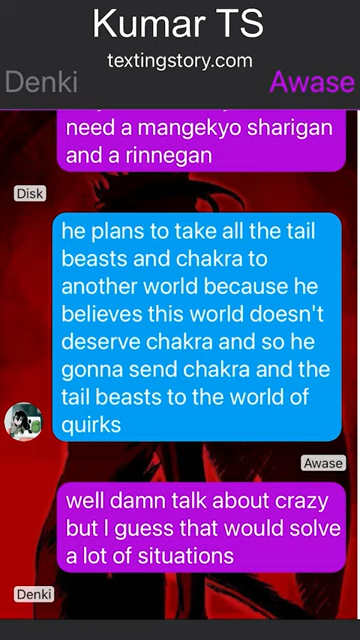 Kumar TS
textingstory.com
Denki
Awase
need a mangekyo sharigan
and a rinnegan
Disk
he plans to take all the tail
beasts and chakra to
another world because he
believes this world doesn't
deserve chakra and so he
gonna send chakra and the
tail beasts to the world of
quirks
Awase
well damn talk about crazy
but I guess that would solve
a lot of situations
Denki